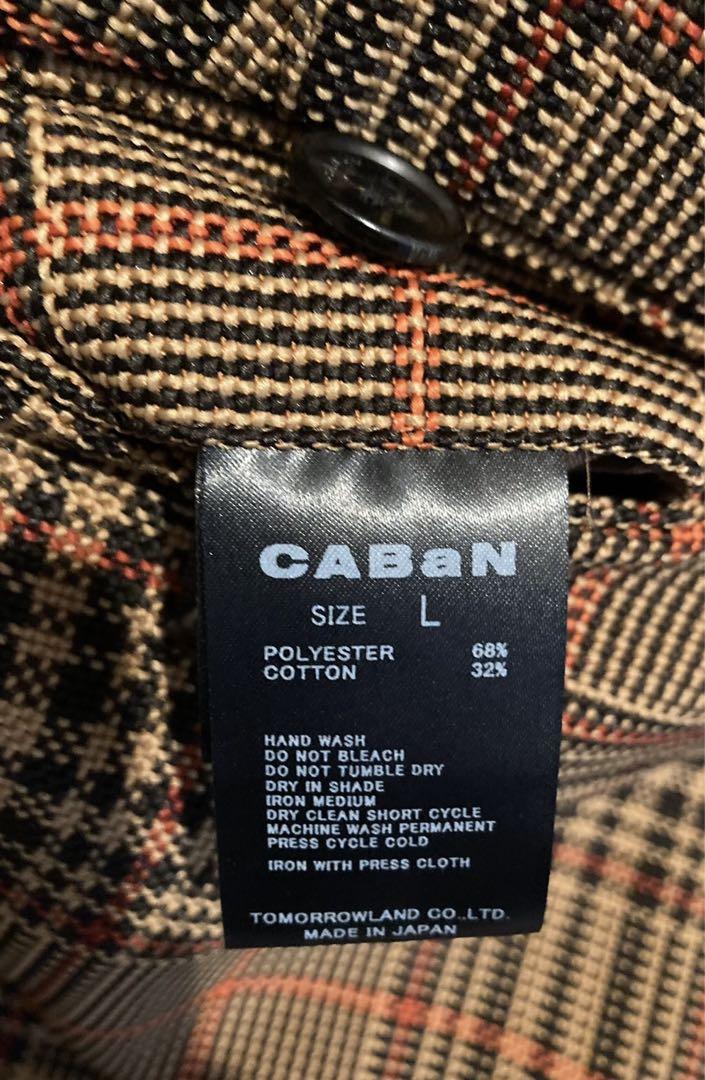 CABaN
SIZE L
POLYESTER 68%
COTTON 32%
HAND WASH
DO NOT BLEACH
DO NOT TUMBLE DRY
DRY IN SHADE
IRON MEDIUM
DRY CLEAN SHORT CYCLE
MACHINE WASH PERMANENT
PRESS CYCLE COLD
IRON WITH PRESS CLOTH
TOMORROWLAND CO.,LTD.
MADE IN JAPAN